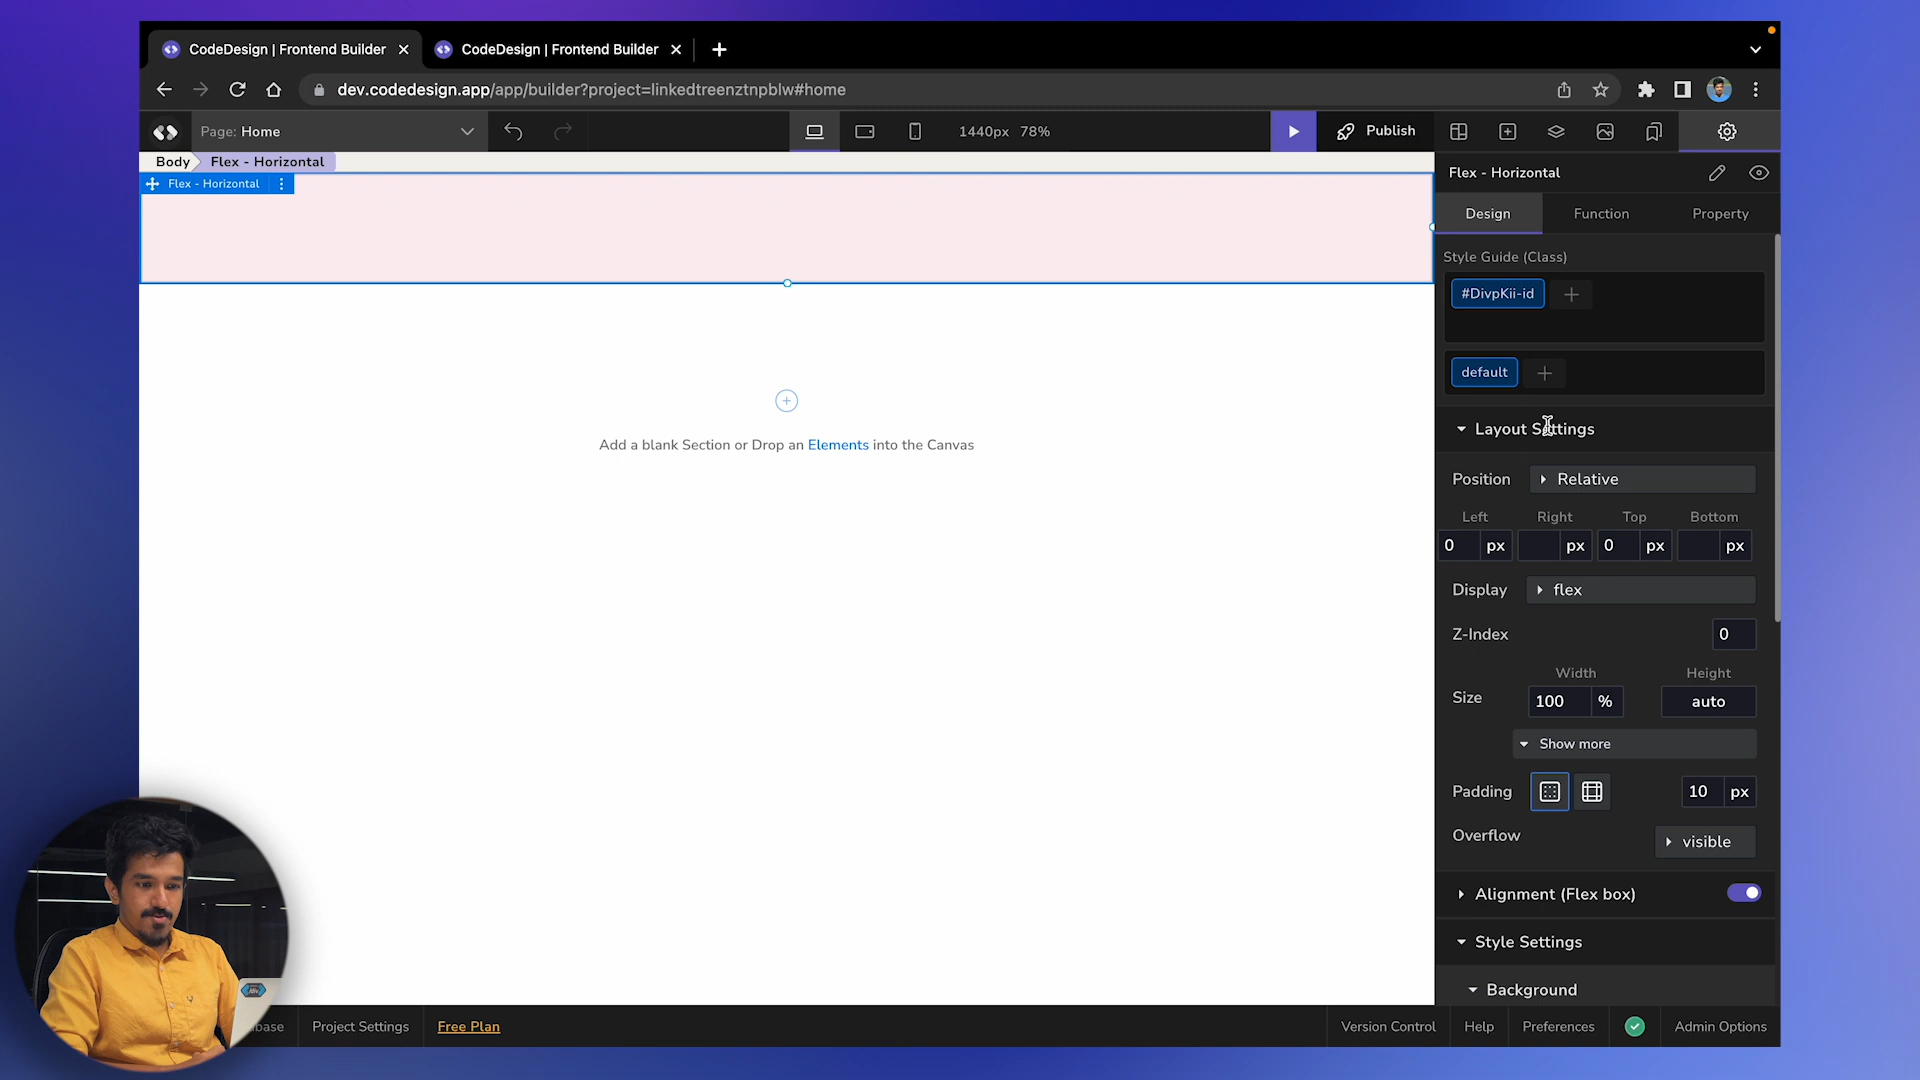 CodeDesign | Frontend Builder
CodeDesign | Frontend Builder
dev.codedesign.app/app/builder?project=linkedtreenztnpblw#home
Page: Home
1440px 78%
Publish
Body
Flex - Horizontal
Flex - Horizontal
Flex - Horizontal
Design
Function
Property
Style Guide (Class)
#DivpKii-id
default
Layout Settings
Position
Relative
Left
Right
Top
Bottom
0 px
px
0 px
px
Add a blank Section or Drop an Elements into the Canvas
Display
flex
Z-Index
0
Width
Height
Size
100 %
auto
Show more
Padding
10 px
Overflow
visible
Alignment (Flex box)
Style Settings
Background
base
Project Settings
Free Plan
Version Control
Help
Preferences
Admin Options